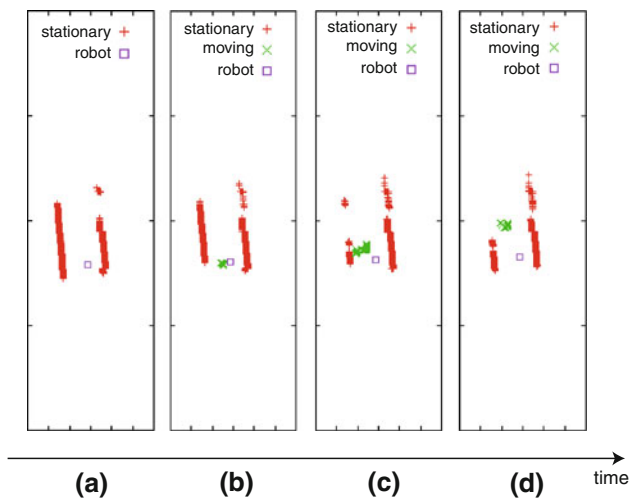 stationary
robot
stationary
moving
robot
stationary
moving
robot
stationary
moving
robot
(a)
(b)
(c)
(d)
time